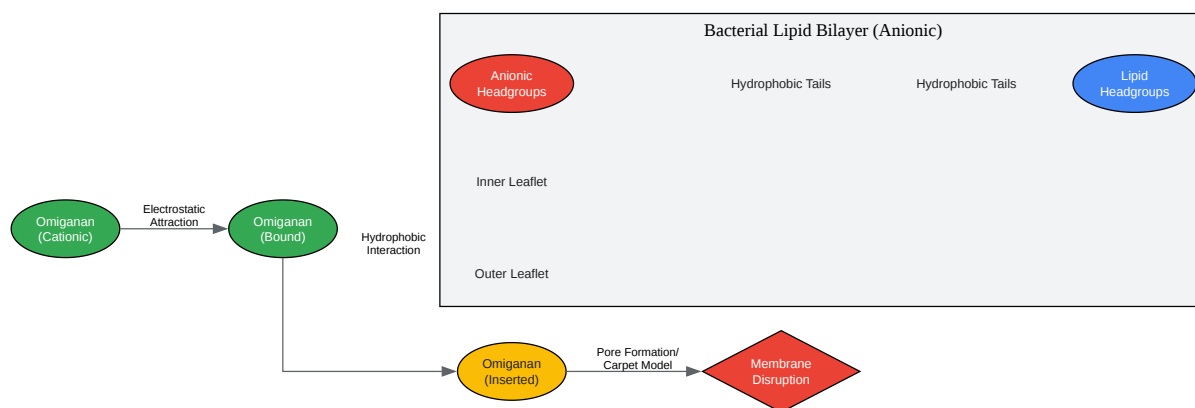 Bacterial Lipid Bilayer (Anionic)
Anionic
Headgroups
Hydrophobic Tails
Hydrophobic Tails
Lipid
Headgroups
Inner Leaflet
Omiganan
(Cationic)
Electrostatic
Attraction
Omiganan
(Bound)
Hydrophobic
Interaction
Outer Leaflet
Omiganan
(Inserted)
Pore Formation/
Carpet Model
Membrane
Disruption